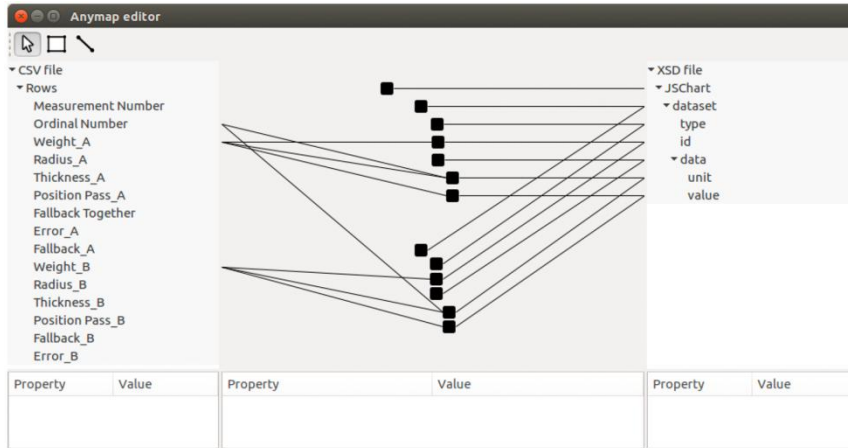 Anymap editor
CSV file
Rows
Measurement Number
Ordinal Number
Weight_A
Radius_A
Thickness_A
Position Pass_A
Fallback Together
Error_A
Fallback_A
Weight_B
Radius_B
Thickness_B
Position Pass_B
Fallback_B
Error_B
XSD file
JSChart
dataset
type
id
data
unit
value
Property Value
Property Value
Property Value